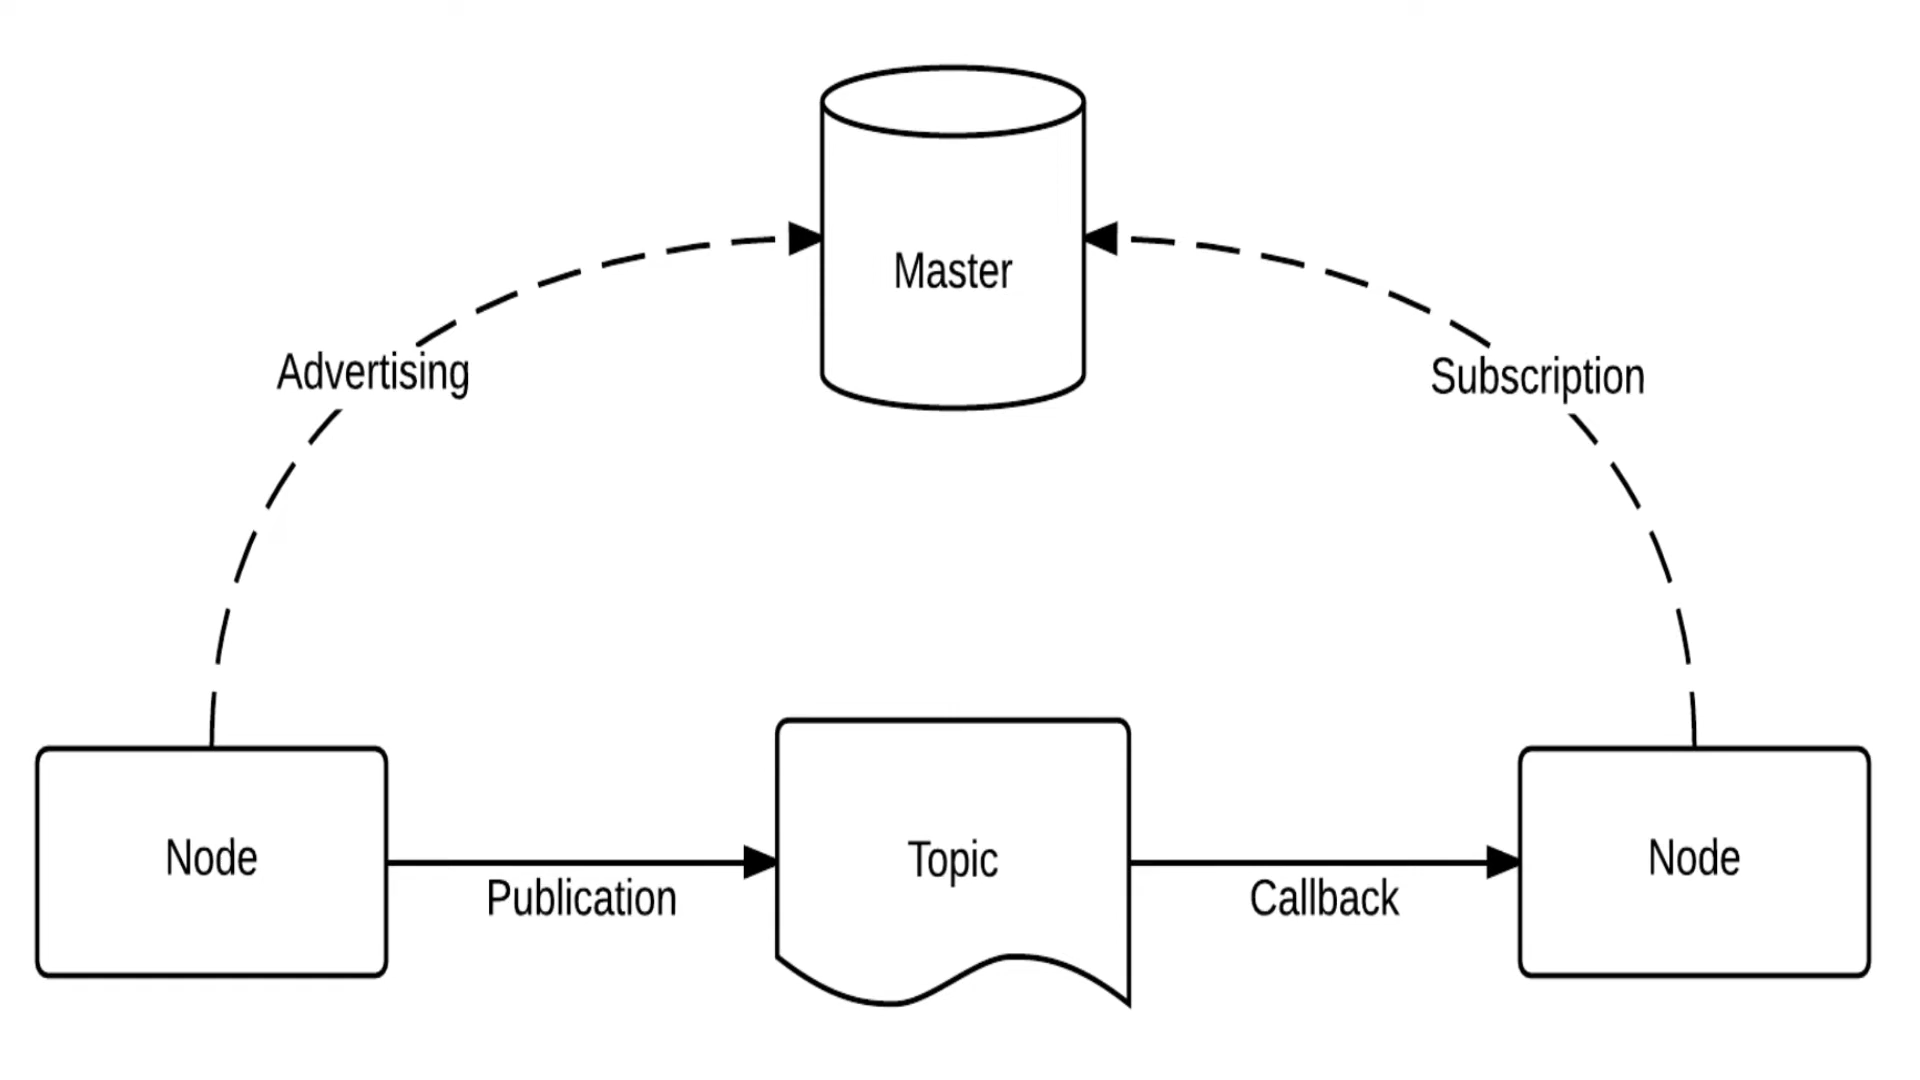 Master
Advertising
Subscription
Node
Publication
Topic
Callback
Node